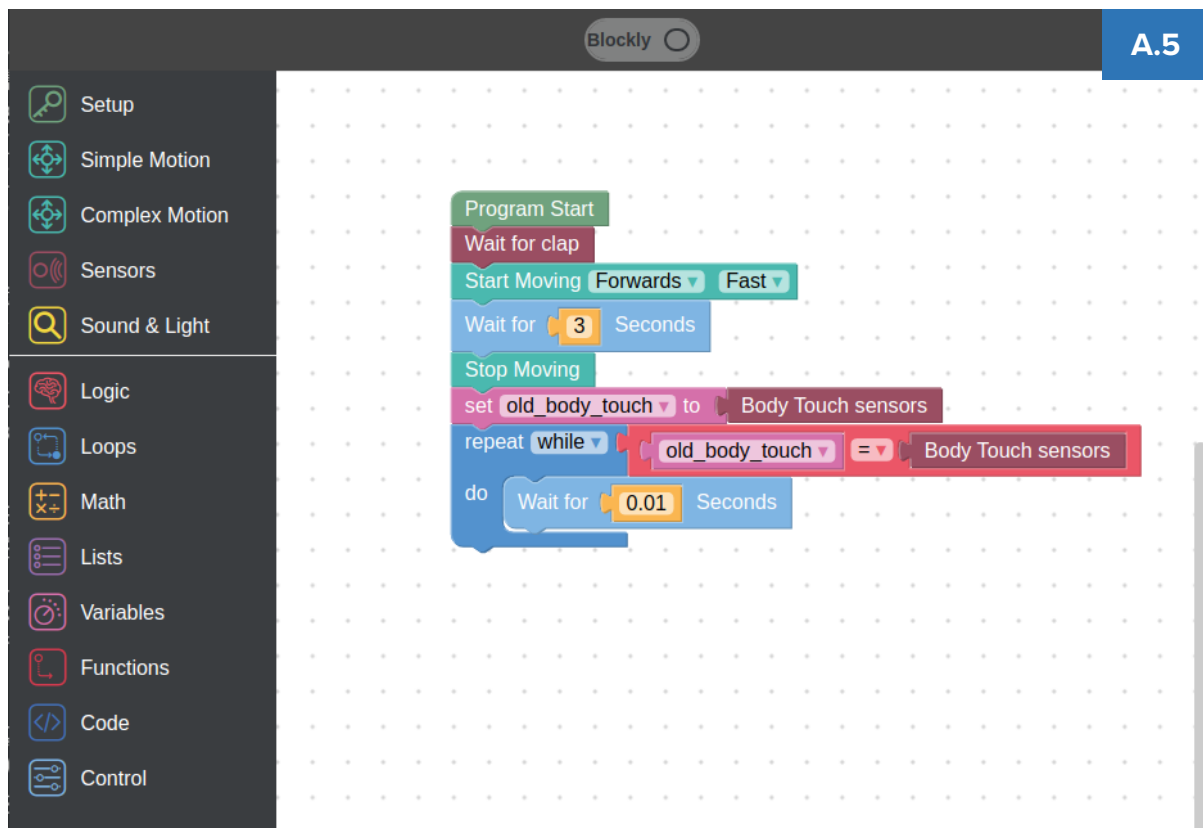 Blockly
A.5
Setup
Simple Motion
Complex Motion
Sensors
Sound & Light
Logic
Loops
Math
Lists
Variables
Functions
Code
Control
Program Start
Wait for clap
Start Moving Forwards Fast
Wait for 3 Seconds
Stop Moving
set old_body_touch to Body Touch sensors
repeat while old_body_touch = Body Touch sensors
do Wait for 0.01 Seconds